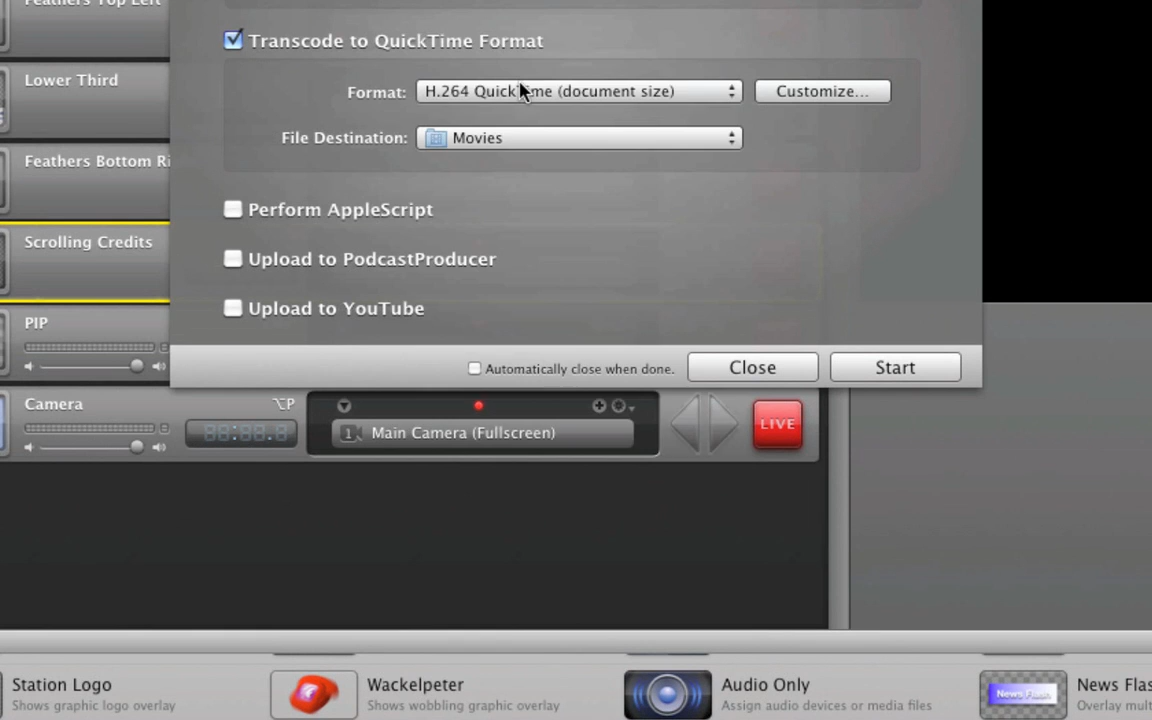 Feathers Top Left
Transcode to QuickTime Format
Lower Third
Format: H.264 QuickTime (document size) Customize...
File Destination: Movies
Feathers Bottom Ri
Perform AppleScript
Scrolling Credits
Upload to PodcastProducer
Upload to YouTube
PIP
Automatically close when done. Close Start
Camera ⌥P
1 Main Camera (Fullscreen)
LIVE
Station Logo
Shows graphic logo overlay
Wackelpeter
Shows wobbling graphic overlay
Audio Only
Assign audio devices or media files
News Flash
News Flas
Overlay mult